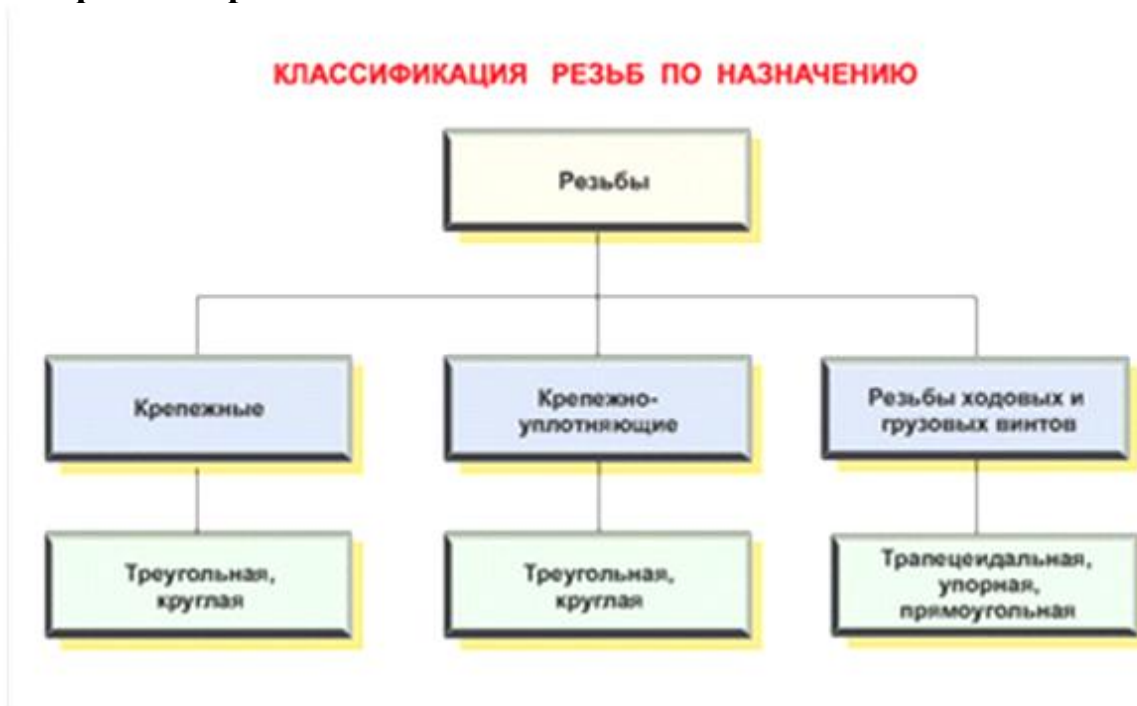 КЛАССИФИКАЦИЯ РЕЗЬБ ПО НАЗНАЧЕНИЮ
Резьбы
Крепежные
Крепежно-
уплотняющие
Резьбы ходовых и
грузовых винтов
Треугольная,
круглая
Треугольная,
круглая
Трапецеидальная,
упорная,
прямоугольная